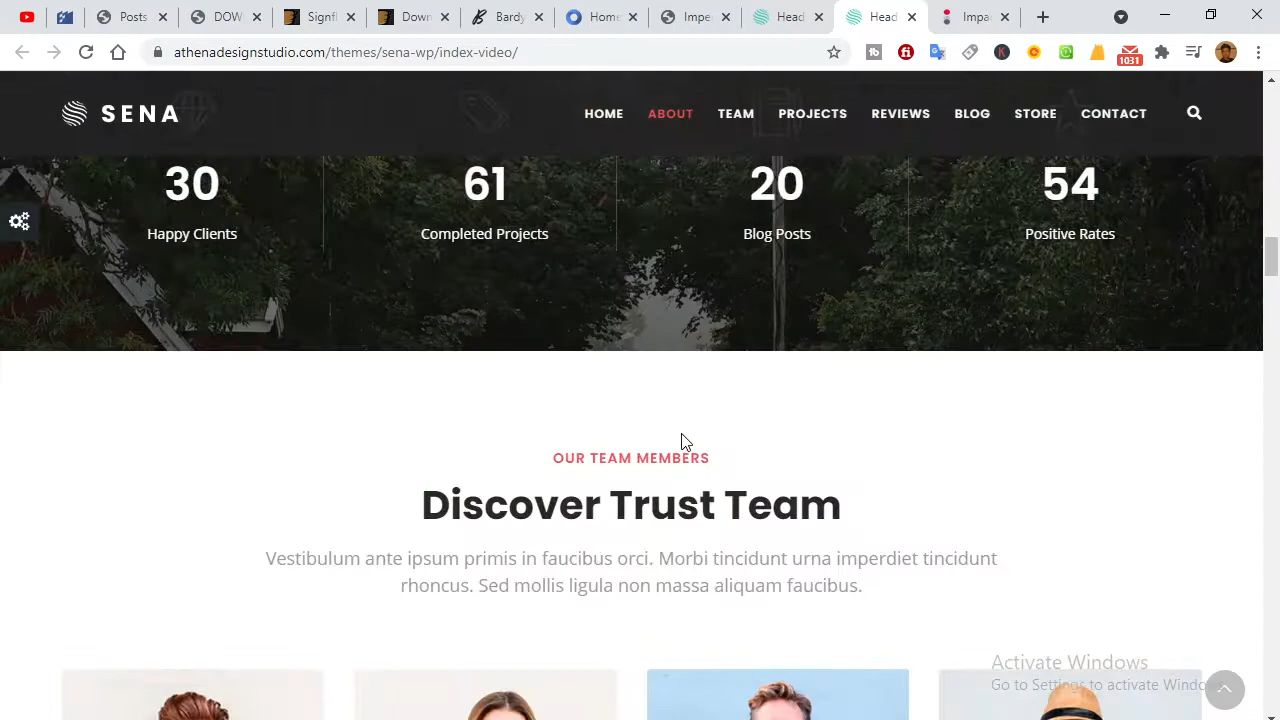 Posts
DOW
Signfl
Down
Bardy
Home
Impe
Head
Head
Impa
athenadesignstudio.com/themes/sena-wp/index-video/
1031
SENA
HOME ABOUT TEAM PROJECTS REVIEWS BLOG STORE CONTACT
30 61 20 54
Happy Clients Completed Projects Blog Posts Positive Rates
OUR TEAM MEMBERS
Discover Trust Team
Vestibulum ante ipsum primis in faucibus orci. Morbi tincidunt urna imperdiet tincidunt
rhoncus. Sed mollis ligula non massa aliquam faucibus.
Activate Windows
Go to Settings to activate Windows